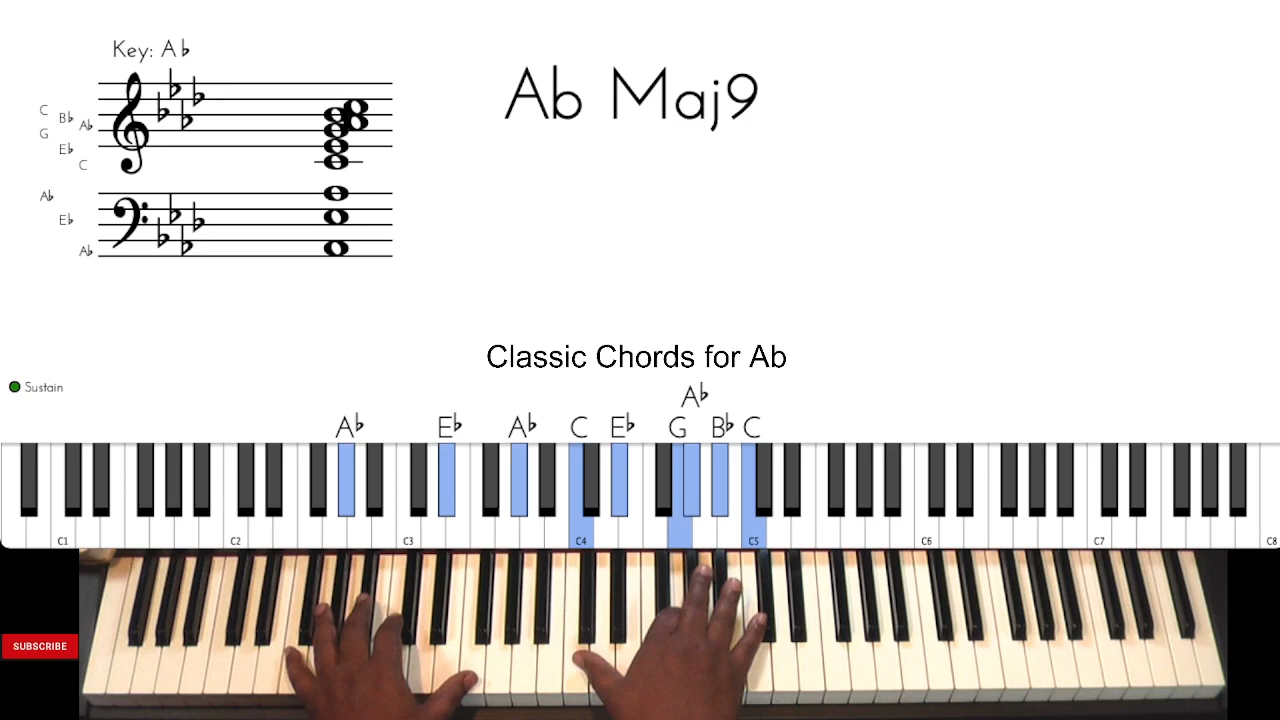 Key: A♭
Ab Maj9
C
B♭
A♭
G
E♭
C
A♭
E♭
A♭
Classic Chords for Ab
Sustain
A♭
A♭ E♭ A♭ C E♭ G B♭ C
C1 C2 C3 C4 C5 C6 C7 C8
SUBSCRIBE